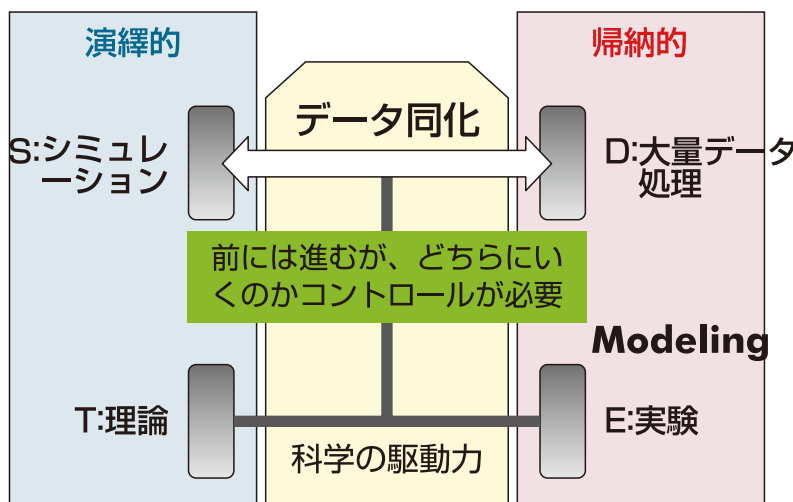 演繹的
帰納的
データ同化
S:シミュレ
ーション
D:大量データ
処理
前には進むが、どちらにい
くのかコントロールが必要
Modeling
T:理論
E:実験
科学の駆動力